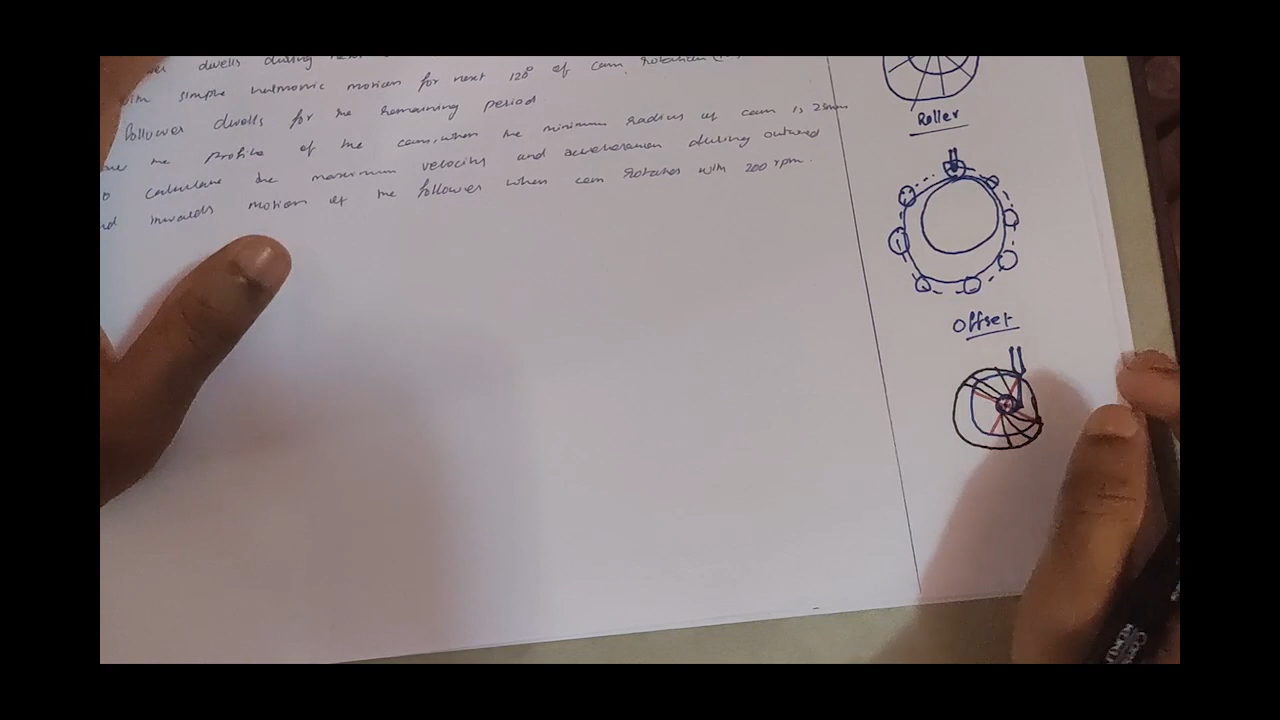 dwells during
simple harmonic motion for next 120° of cam rotation
follower dwells for the remaining period.
the profile of the cam, when the minimum radius of cam is 25mm
calculate the maximum velocity and acceleration during outward
inwards motion of the follower when cam rotates with 200 rpm.
Roller
Offset